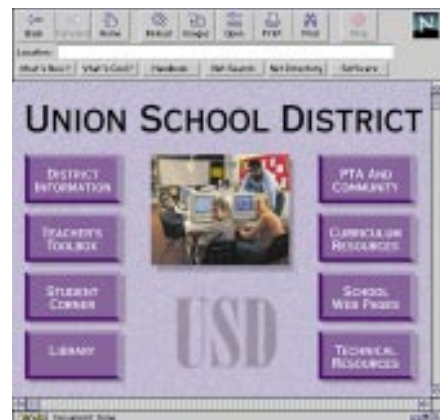 Back Forward Home Reload Images Open Print Find Stop
Location:
What's New? What's Cool? Handbook Net Search Net Directory Software
UNION SCHOOL DISTRICT
DISTRICT
INFORMATION
PTA AND
COMMUNITY
TEACHER'S
TOOLBOX
CURRICULUM
RESOURCES
STUDENT
CORNER
SCHOOL
WEB PAGES
LIBRARY
TECHNICAL
RESOURCES
USD
N
Document: Done